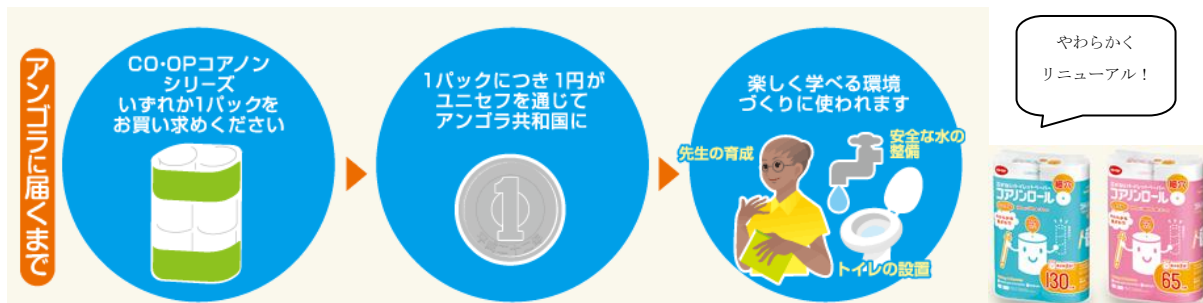 アンゴラに届くまで
CO・OPコアノン
シリーズ
いずれか1パックを
お買い求めください
1パックにつき1円が
ユニセフを通じて
アンゴラ共和国に
1
楽しく学べる環境
づくりに使われます
先生の育成
安全な水の
整備
トイレの設置
やわらかく
リニューアル！
コアノンロール
130
コアノンロール
65